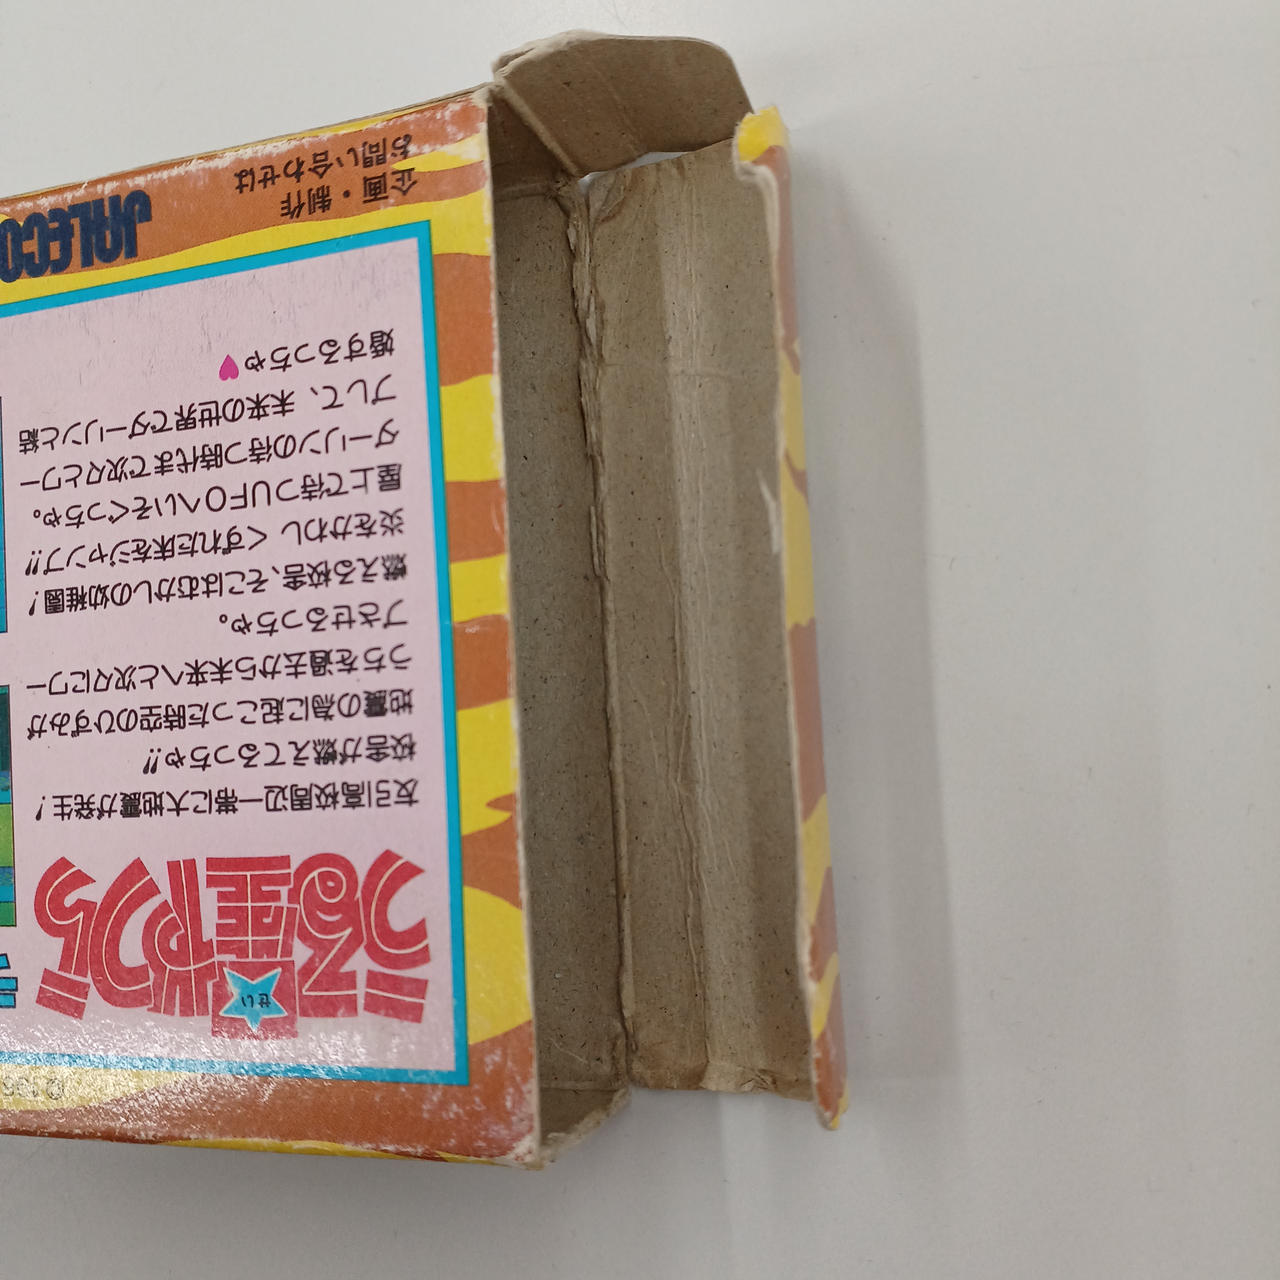 うる星やつら
せい
友引高校周辺一帯に大地震が発生！
校舎が燃えてるっちゃ!!
地震の為に起こった時空のひずみが
うちを過去から未来へと次々にワー
プさせるっちゃ。
燃える校舎、そこはむかしの幼稚園！
炎をかわし くずれた床をジャンプ!!
屋上で待つUFOへいそぐっちゃ。
ダーリンの待つ時代まで次々とワー
プして、未来の世界でダーリンと結
婚するっちゃ♥
企画・制作
お問い合わせは
JALECO